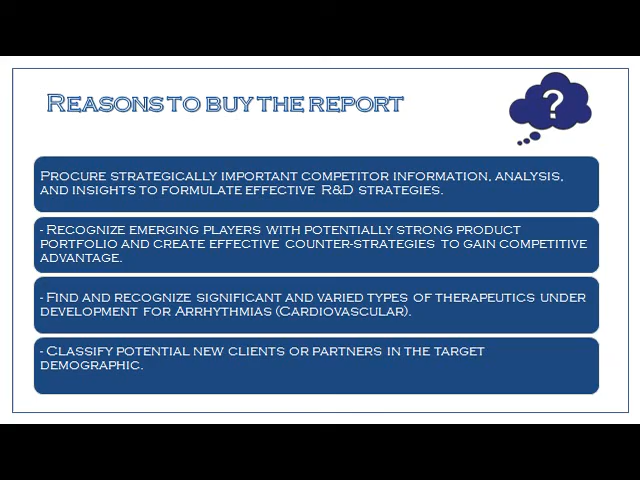 Reasons to buy the report
?
Procure strategically important competitor information, analysis,
and insights to formulate effective R&D strategies.
- Recognize emerging players with potentially strong product
portfolio and create effective counter-strategies to gain competitive
advantage.
- Find and recognize significant and varied types of therapeutics under
development for Arrhythmias (Cardiovascular).
- Classify potential new clients or partners in the target
demographic.